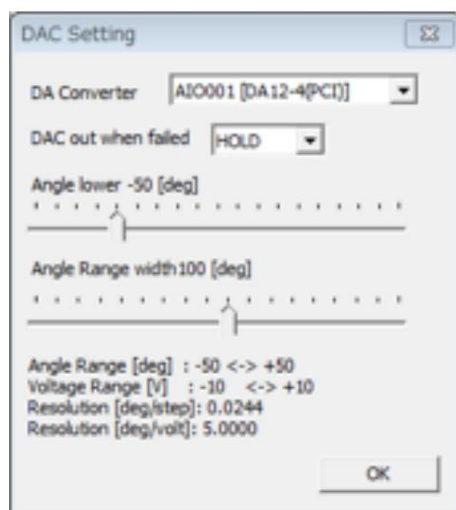 DAC Setting
DA Converter AIO001 [DA12-4(PCI)]
DAC out when failed HOLD
Angle lower -50 [deg]
Angle Range width100 [deg]
Angle Range [deg] : -50 <-> +50
Voltage Range [V] : -10 <-> +10
Resolution [deg/step]: 0.0244
Resolution [deg/volt]: 5.0000
OK